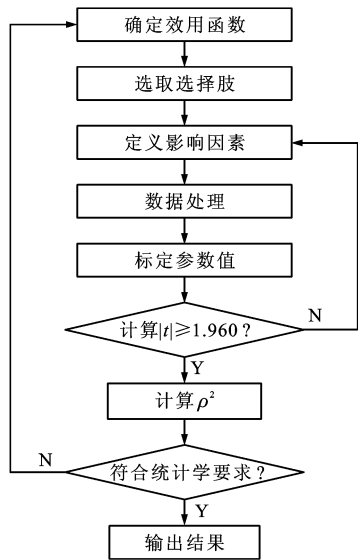 确定效用函数
选取选择肢
定义影响因素
数据处理
标定参数值
计算|t|≥1.960?
N
Y
计算ρ²
N
符合统计学要求?
Y
输出结果